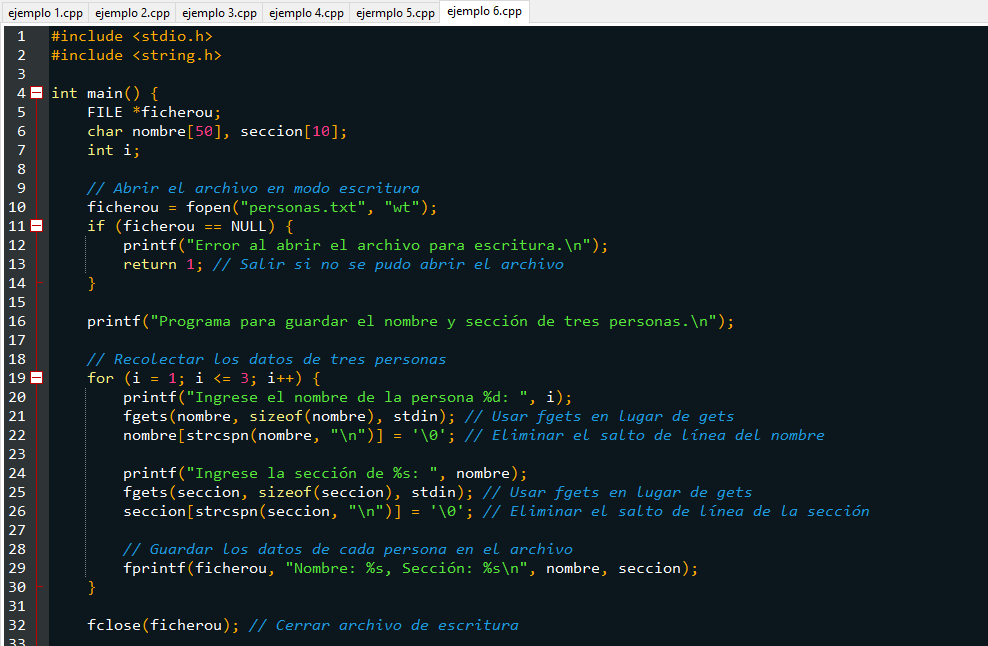 ejemplo 1.cpp ejemplo 2.cpp ejemplo 3.cpp ejemplo 4.cpp ejermplo 5.cpp ejemplo 6.cpp
1 #include <stdio.h>
2 #include <string.h>
3
4 int main() {
5 FILE *ficherou;
6 char nombre[50], seccion[10];
7 int i;
8
9 // Abrir el archivo en modo escritura
10 ficherou = fopen("personas.txt", "wt");
11 if (ficherou == NULL) {
12 printf("Error al abrir el archivo para escritura.\n");
13 return 1; // Salir si no se pudo abrir el archivo
14 }
15
16 printf("Programa para guardar el nombre y sección de tres personas.\n");
17
18 // Recolectar los datos de tres personas
19 for (i = 1; i <= 3; i++) {
20 printf("Ingrese el nombre de la persona %d: ", i);
21 fgets(nombre, sizeof(nombre), stdin); // Usar fgets en lugar de gets
22 nombre[strcspn(nombre, "\n")] = '\0'; // Eliminar el salto de línea del nombre
23
24 printf("Ingrese la sección de %s: ", nombre);
25 fgets(seccion, sizeof(seccion), stdin); // Usar fgets en lugar de gets
26 seccion[strcspn(seccion, "\n")] = '\0'; // Eliminar el salto de línea de la sección
27
28 // Guardar los datos de cada persona en el archivo
29 fprintf(ficherou, "Nombre: %s, Sección: %s\n", nombre, seccion);
30 }
31
32 fclose(ficherou); // Cerrar archivo de escritura
33